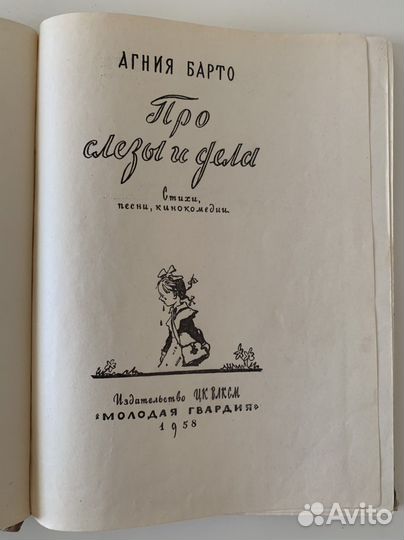 АГНИЯ БАРТО
Про
слезы и дела
Стихи,
песни, кинокомедии.
Издательство ЦК ВЛКСМ
"МОЛОДАЯ ГВАРДИЯ"
1958
Avito